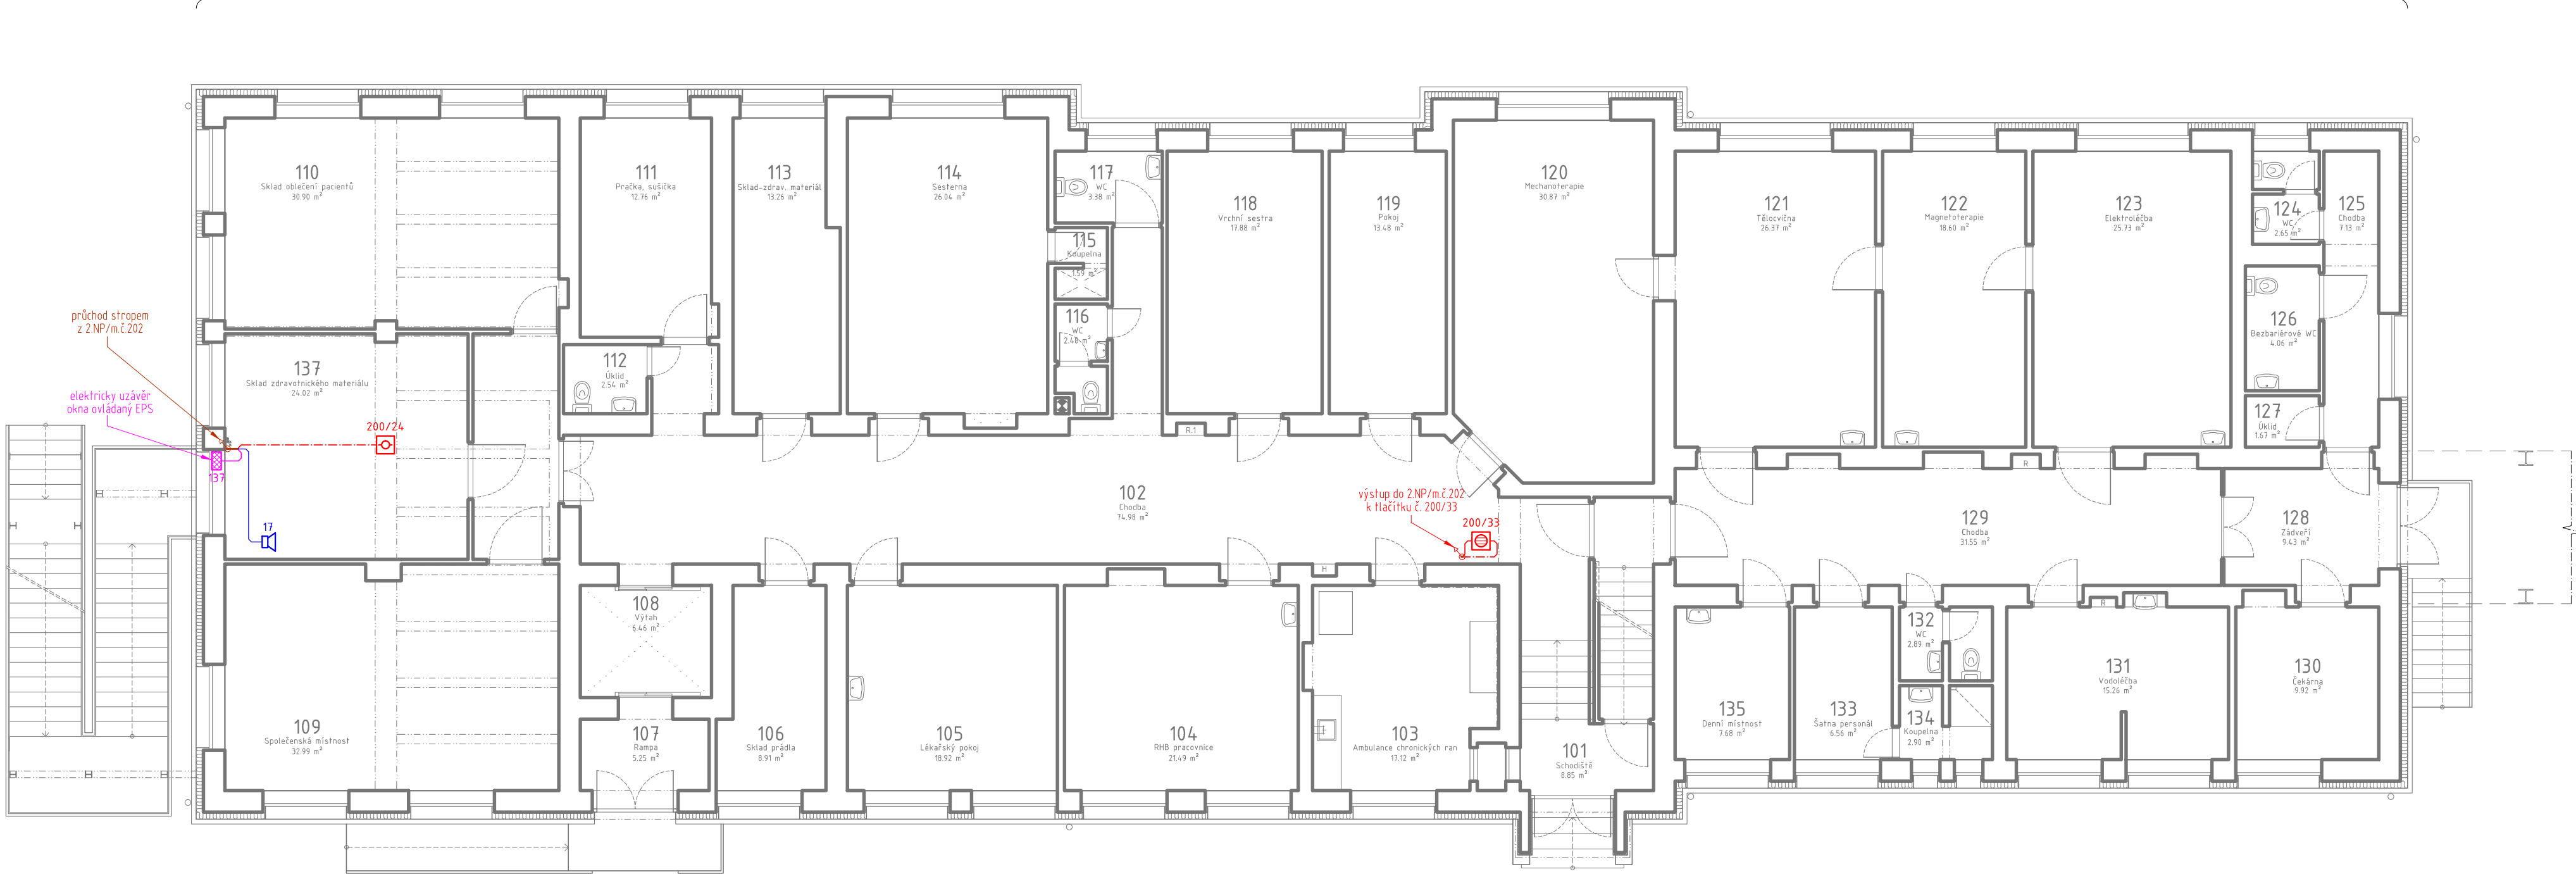 110
Sklad oblečení pacientů
30.90 m²
111
Pračka, sušička
12.76 m²
113
Sklad-zdrav. materiál
13.26 m²
114
Sesterna
26.04 m²
117
WC
3.38 m²
115
Koupelna
1.59 m²
116
WC
2.48 m²
118
Vrchní sestra
17.88 m²
119
Pokoj
13.48 m²
120
Mechanoterapie
30.87 m²
121
Tělocvična
26.37 m²
122
Magnetoterapie
18.60 m²
123
Elektroléčba
25.73 m²
124
WC
2.65 m²
125
Chodba
7.13 m²
126
Bezbariérové WC
4.06 m²
127
Úklid
1.67 m²
průchod stropem
z 2.NP/m.č.202
elektricky uzávěr
okna ovládaný EPS
137
Sklad zdravotnického materiálu
24.02 m²
200/24
137
17
112
Úklid
2.54 m²
R.1
R
102
Chodba
74.98 m²
výstup do 2.NP/m.č.202
k tlačítku č. 200/33
200/33
129
Chodba
31.55 m²
128
Zádveří
9.43 m²
H
R
109
Společenská místnost
32.99 m²
108
Výtah
6.46 m²
107
Rampa
5.25 m²
106
Sklad prádla
8.91 m²
105
Lékařský pokoj
18.92 m²
104
RHB pracovnice
21.49 m²
103
Ambulance chronických ran
17.12 m²
101
Schodiště
8.85 m²
135
Denní místnost
7.68 m²
133
Šatna personál
6.56 m²
132
WC
2.89 m²
134
Koupelna
2.90 m²
131
Vodoléčba
15.26 m²
130
Čekárna
9.92 m²